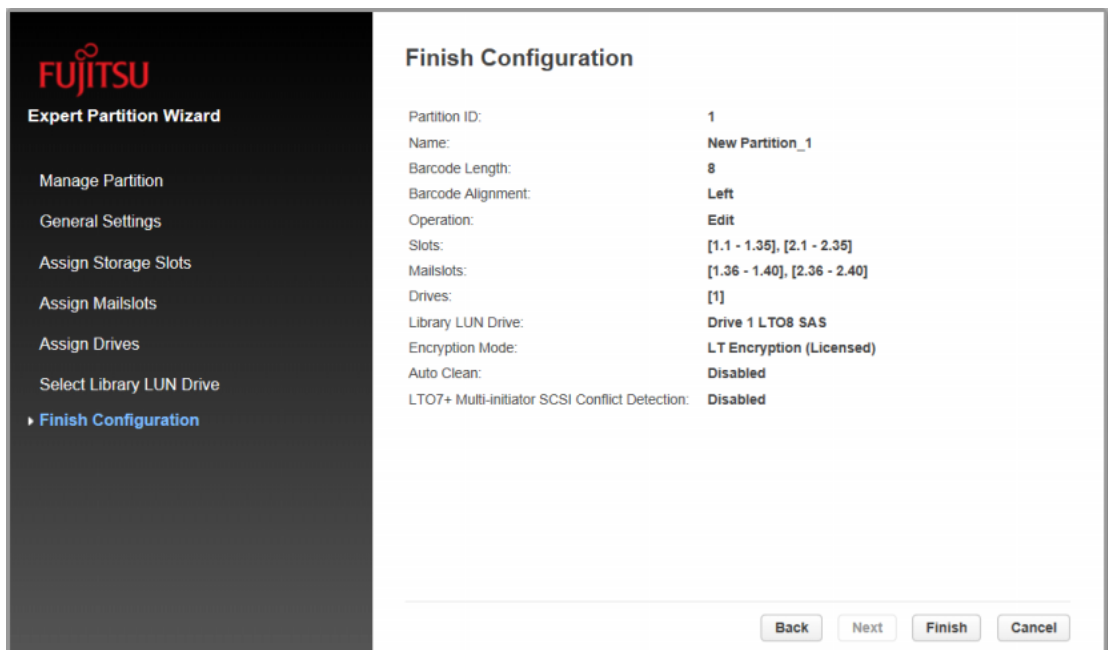 FUJITSU
Expert Partition Wizard
Manage Partition
General Settings
Assign Storage Slots
Assign Mailslots
Assign Drives
Select Library LUN Drive
Finish Configuration
Finish Configuration
Partition ID: 1
Name: New Partition_1
Barcode Length: 8
Barcode Alignment: Left
Operation: Edit
Slots: [1.1 - 1.35], [2.1 - 2.35]
Mailslots: [1.36 - 1.40], [2.36 - 2.40]
Drives: [1]
Library LUN Drive: Drive 1 LTO8 SAS
Encryption Mode: LT Encryption (Licensed)
Auto Clean: Disabled
LTO7+ Multi-initiator SCSI Conflict Detection: Disabled
Back Next Finish Cancel